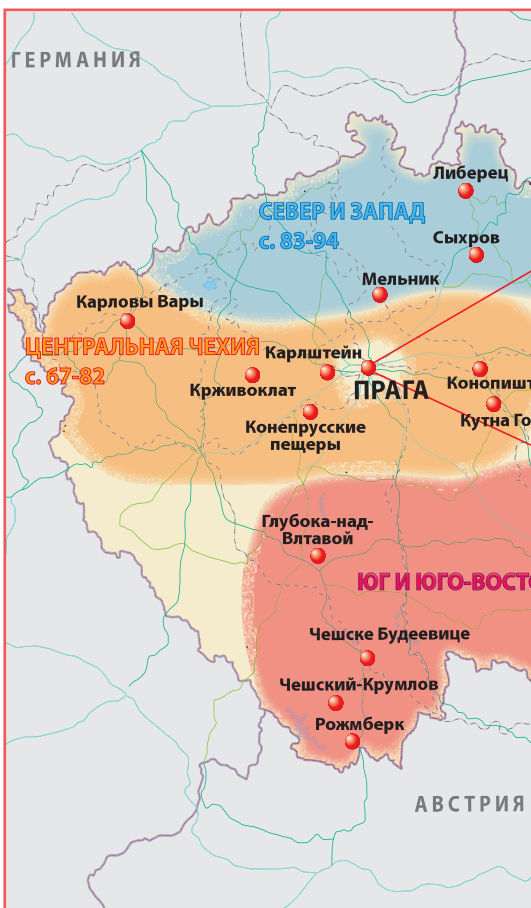 ГЕРМАНИЯ
Либерец
СЕВЕР И ЗАПАД
с. 83-94
Сыхров
Мельник
Карловы Вары
ЦЕНТРАЛЬНАЯ ЧЕХИЯ
с. 67-82
Карлштейн
Крживоклат
ПРАГА
Конопишт
Кутна Го
Конепрусские
пещеры
Глубока-над-
Влтавой
ЮГ И ЮГО-ВОСТО
Чешске Будеевице
Чешский-Крумлов
Рожмберк
АВСТРИЯ